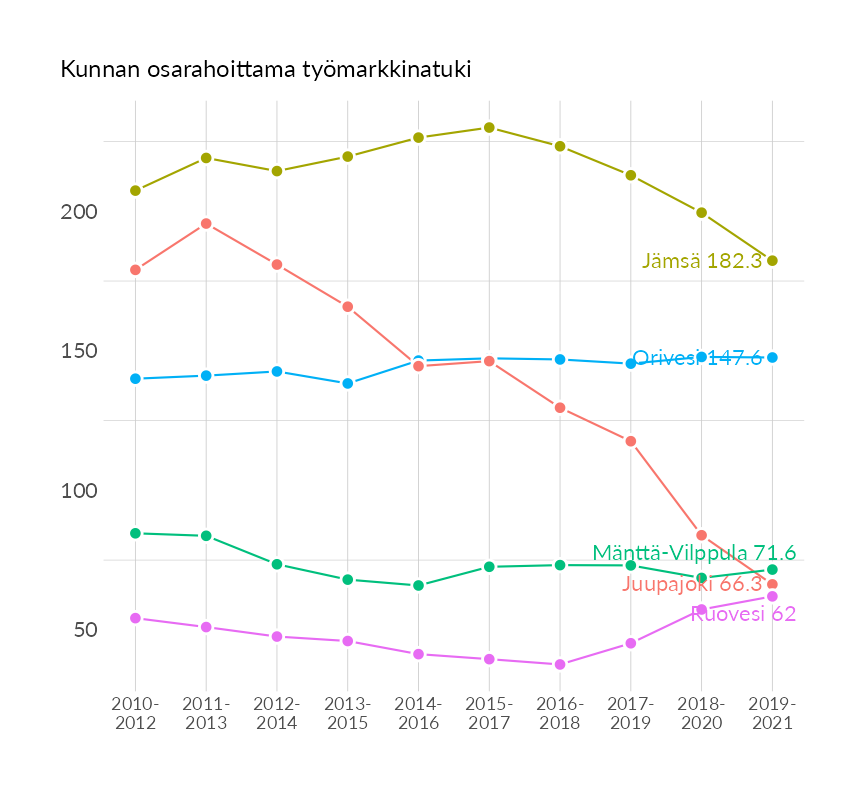 Kunnan osarahoittama työmarkkinatuki
200
150
100
50
Jämsä 182.3
Orivesi 147.6
Mänttä-Vilppula 71.6
Juupajoki 66.3
Ruovesi 62
2010- 2011- 2012- 2013- 2014- 2015- 2016- 2017- 2018- 2019-
2012 2013 2014 2015 2016 2017 2018 2019 2020 2021